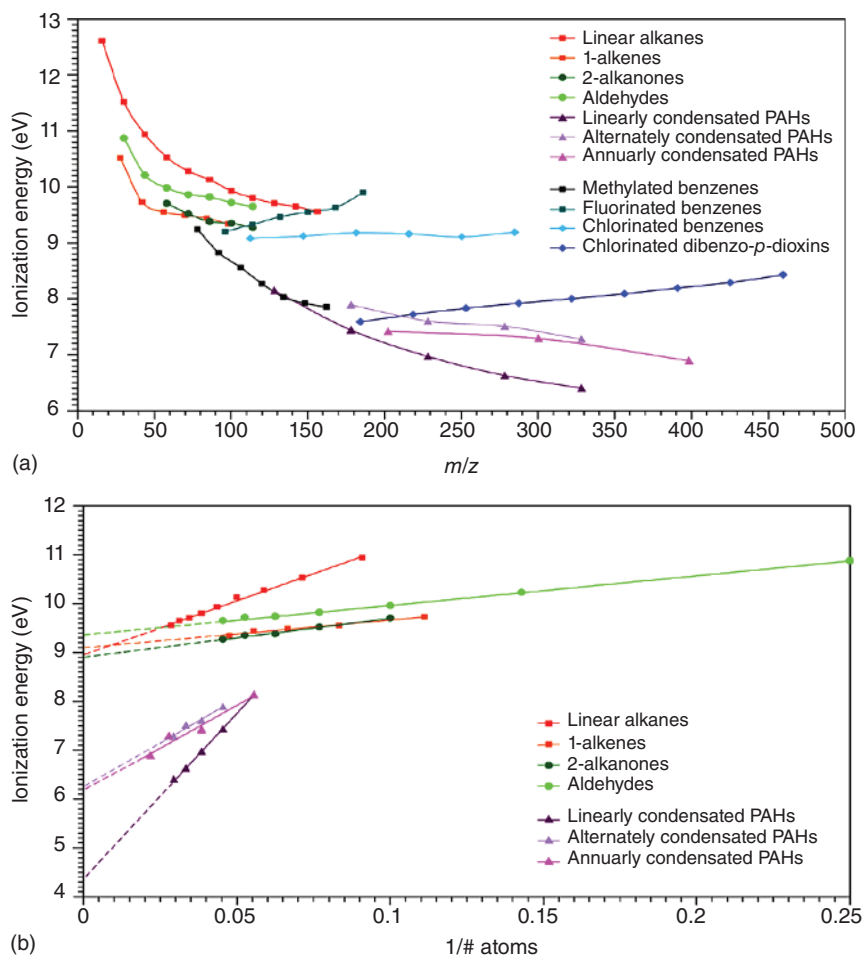 13
12
11
10
9
8
7
6
Ionization energy (eV)
0 50 100 150 200 250 300 350 400 450 500
m/z
Linear alkanes
1-alkenes
2-alkanones
Aldehydes
Linearly condensated PAHs
Alternately condensated PAHs
Annuarly condensated PAHs
Methylated benzenes
Fluorinated benzenes
Chlorinated benzenes
Chlorinated dibenzo-p-dioxins
(a)
12
11
10
9
8
7
6
5
4
Ionization energy (eV)
0 0.05 0.1 0.15 0.2 0.25
1/# atoms
Linear alkanes
1-alkenes
2-alkanones
Aldehydes
Linearly condensated PAHs
Alternately condensated PAHs
Annuarly condensated PAHs
(b)